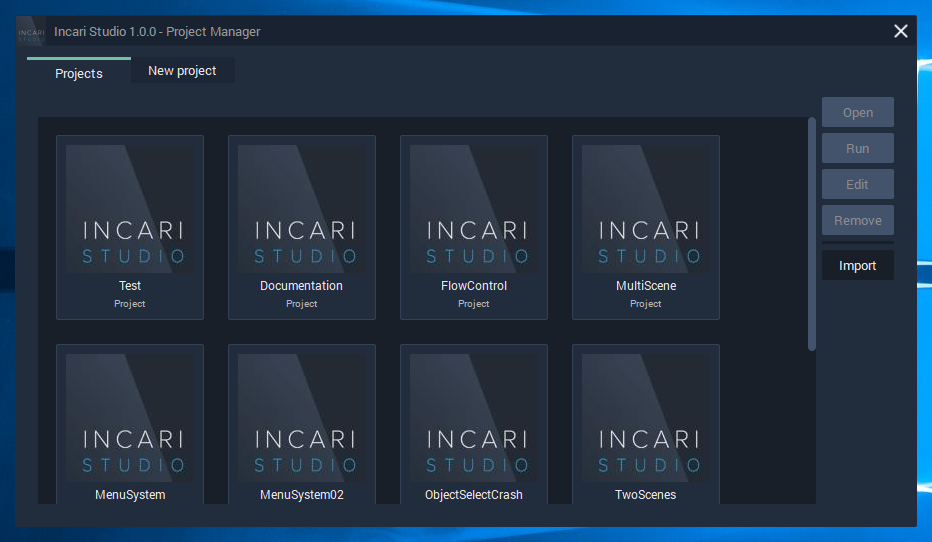 INCARI
STUDIO
Incari Studio 1.0.0 - Project Manager
Projects
New project
Open
Run
Edit
Remove
Import
INCARI
STUDIO
Test
Project
INCARI
STUDIO
Documentation
Project
INCARI
STUDIO
FlowControl
Project
INCARI
STUDIO
MultiScene
Project
INCARI
STUDIO
MenuSystem
INCARI
STUDIO
MenuSystem02
INCARI
STUDIO
ObjectSelectCrash
INCARI
STUDIO
TwoScenes